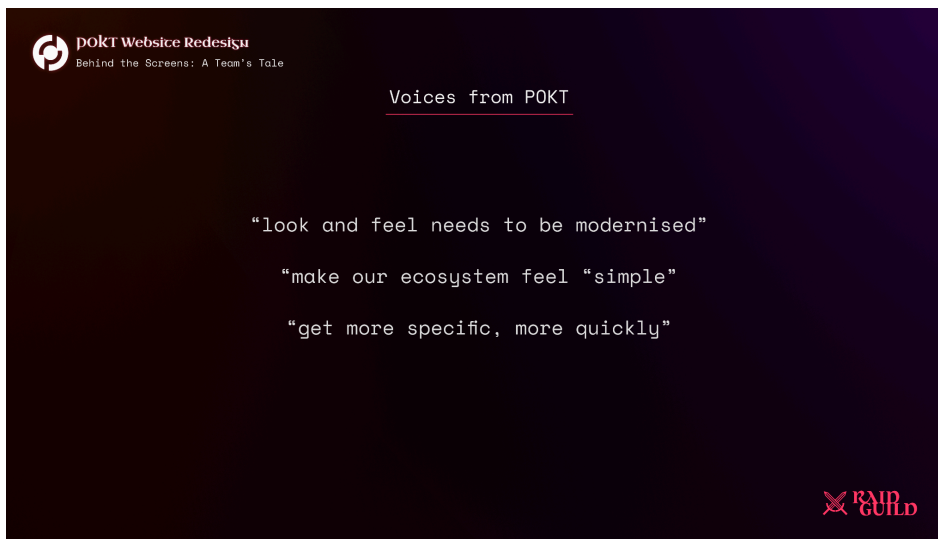 POKT Website Redesign
Behind the Screens: A Team's Tale
Voices from POKT
“look and feel needs to be modernised”
“make our ecosystem feel “simple”
“get more specific, more quickly”
RAID
GUILD